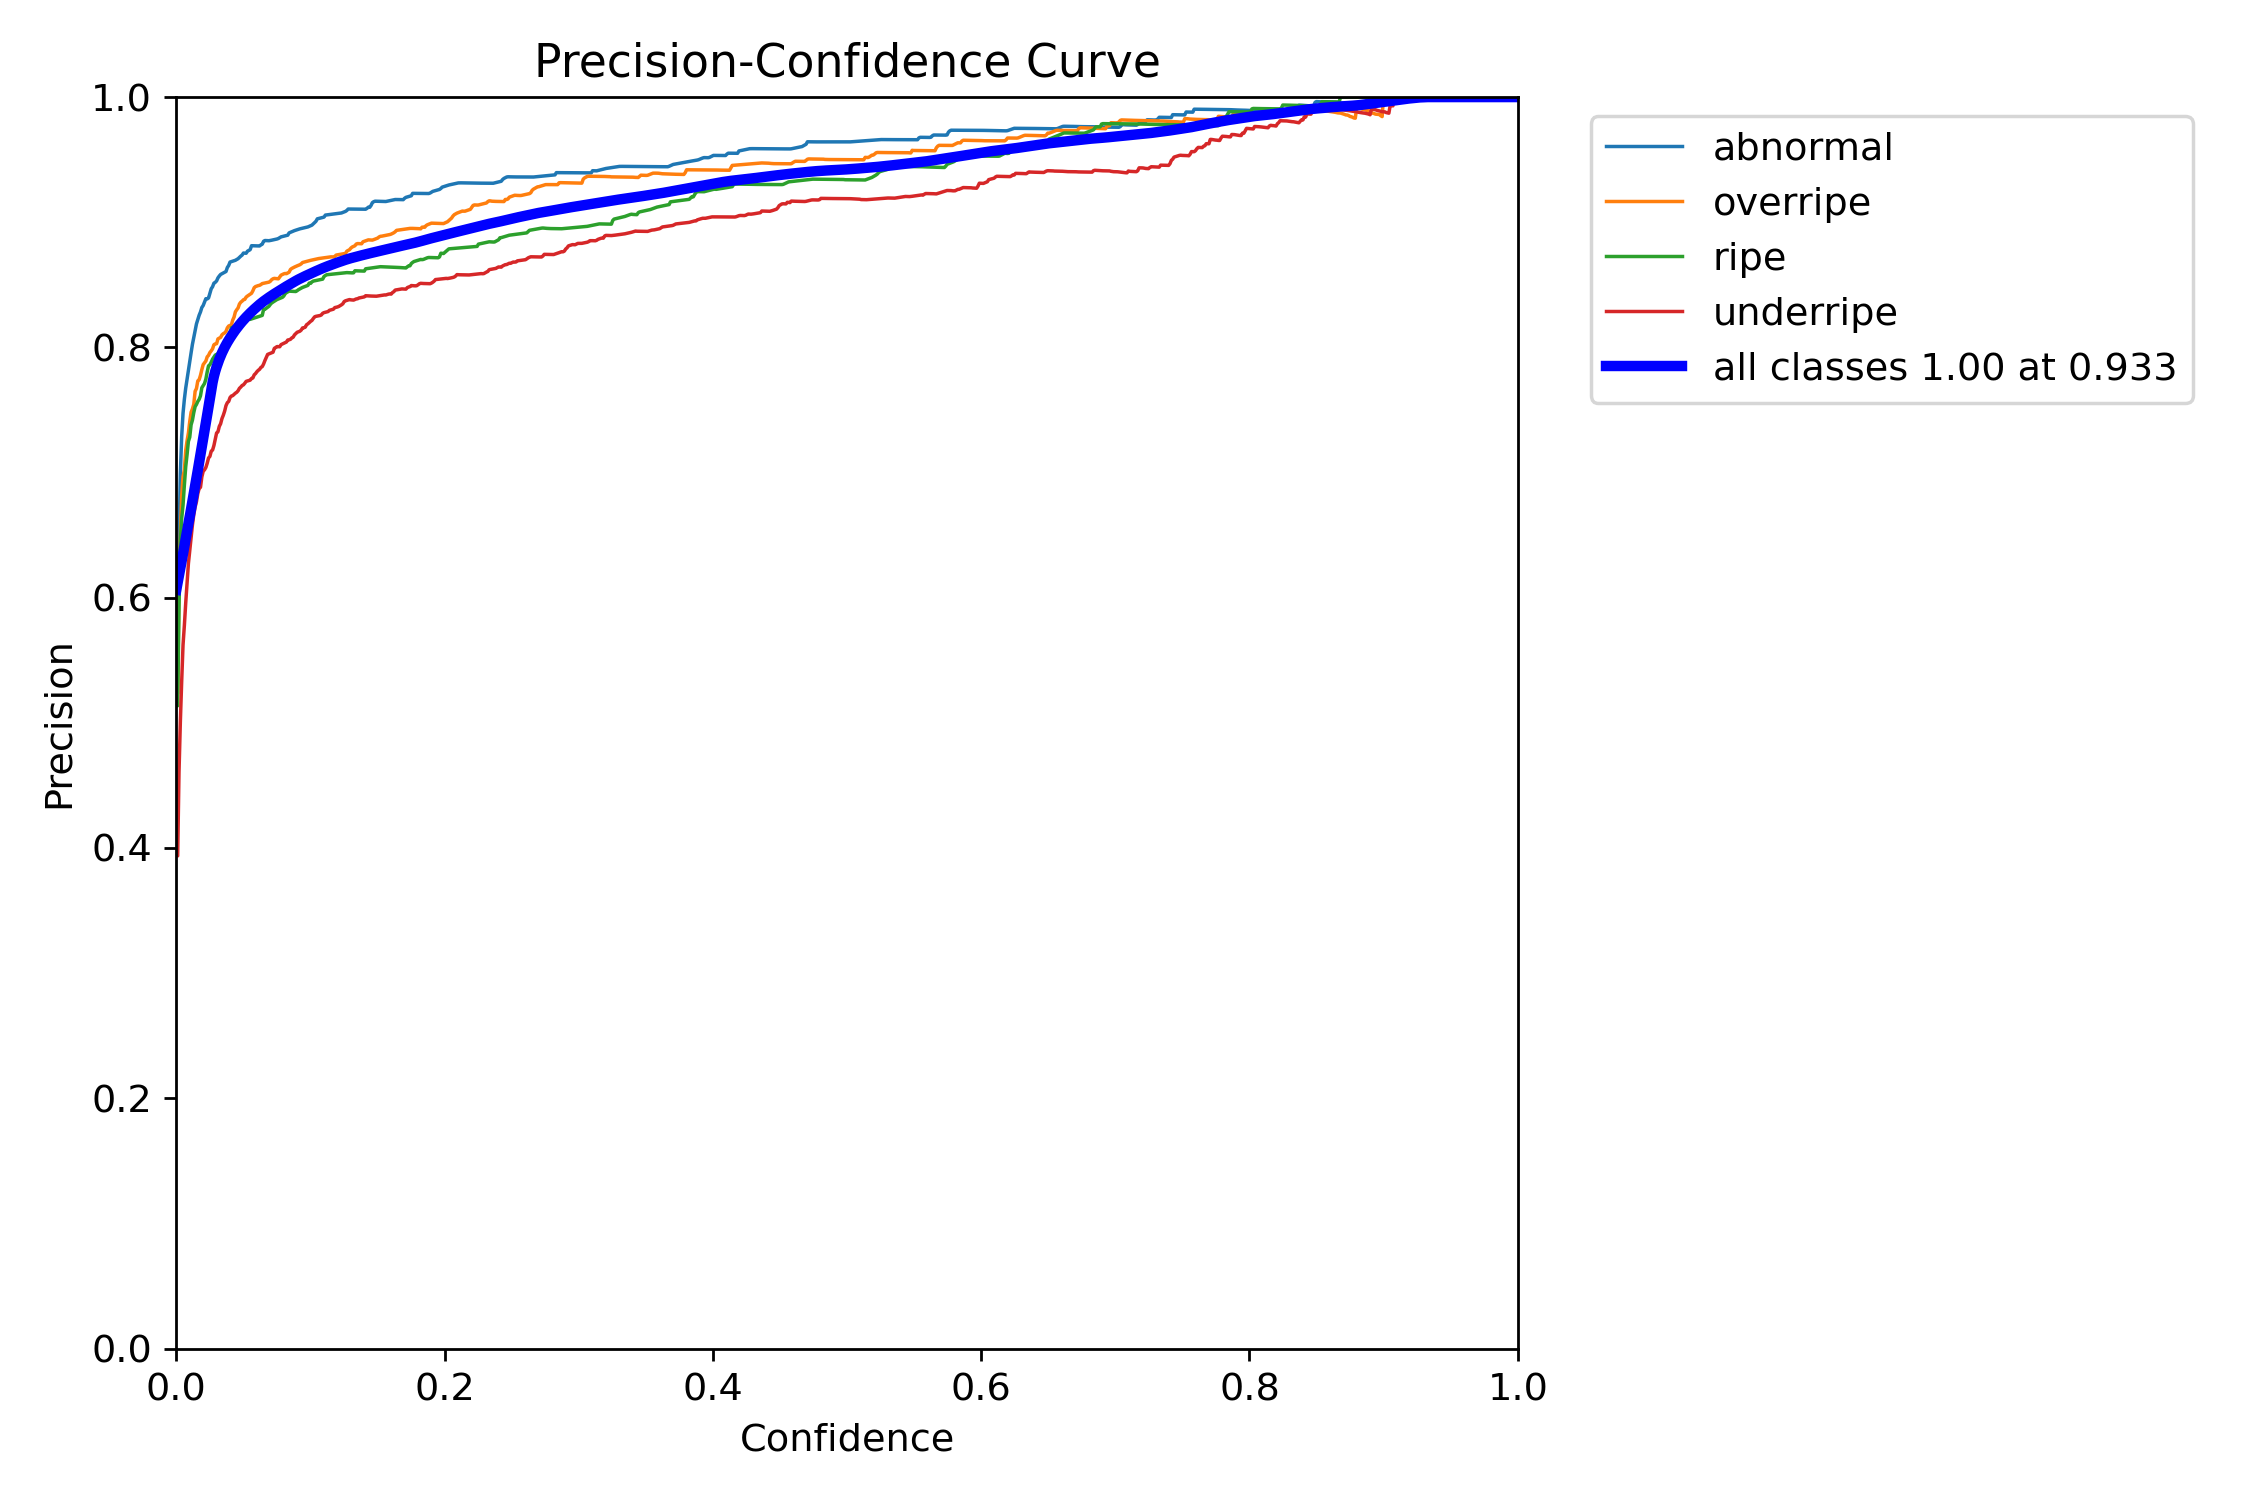 Precision-Confidence Curve
1.0
0.8
0.6
0.4
0.2
0.0
Precision
0.0 0.2 0.4 0.6 0.8 1.0
Confidence
abnormal
overripe
ripe
underripe
all classes 1.00 at 0.933